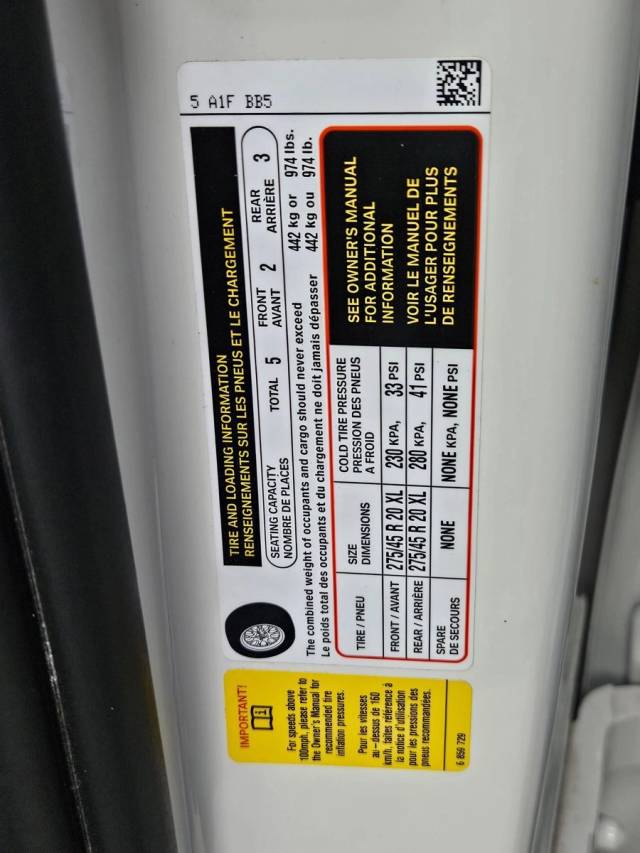 5 A1F BB5
TIRE AND LOADING INFORMATION
RENSEIGNEMENTS SUR LES PNEUS ET LE CHARGEMENT
SEATING CAPACITY
NOMBRE DE PLACES
TOTAL 5
FRONT
AVANT 2
REAR
ARRIÈRE 3
The combined weight of occupants and cargo should never exceed 442 kg or 974 lbs.
Le poids total des occupants et du chargement ne doit jamais dépasser 442 kg ou 974 lb.
TIRE / PNEU
SIZE
DIMENSIONS
COLD TIRE PRESSURE
PRESSION DES PNEUS
A FROID
FRONT / AVANT 275/45 R 20 XL 230 KPA, 33 PSI
REAR / ARRIÈRE 275/45 R 20 XL 280 KPA, 41 PSI
SPARE
DE SECOURS
NONE NONE KPA, NONE PSI
SEE OWNER'S MANUAL
FOR ADDITIONAL
INFORMATION
VOIR LE MANUEL DE
L'USAGER POUR PLUS
DE RENSEIGNEMENTS
IMPORTANT!
For speeds above
100mph, please refer to
the Owner's Manual for
recommended tire
inflation pressures.
Pour les vitesses
au-dessus de 160
km/h, faites référence à
la notice d'utilisation
pour les pressions des
pneus recommandées.
6 856 729